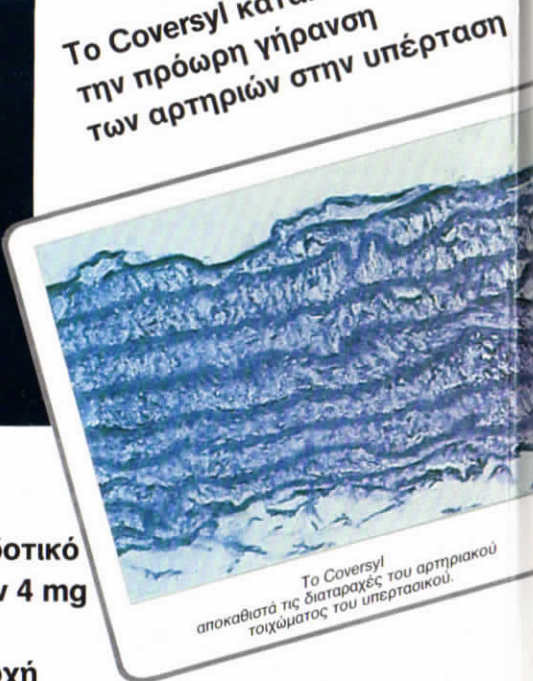 Το Coversyl
την πρόωρη γήρανση
των αρτηριών στην υπέρταση
Το Coversyl
αποκαθιστά τις διαταραχές του αρτηριακού
τοιχώματος του υπερτασικού.
4 mg